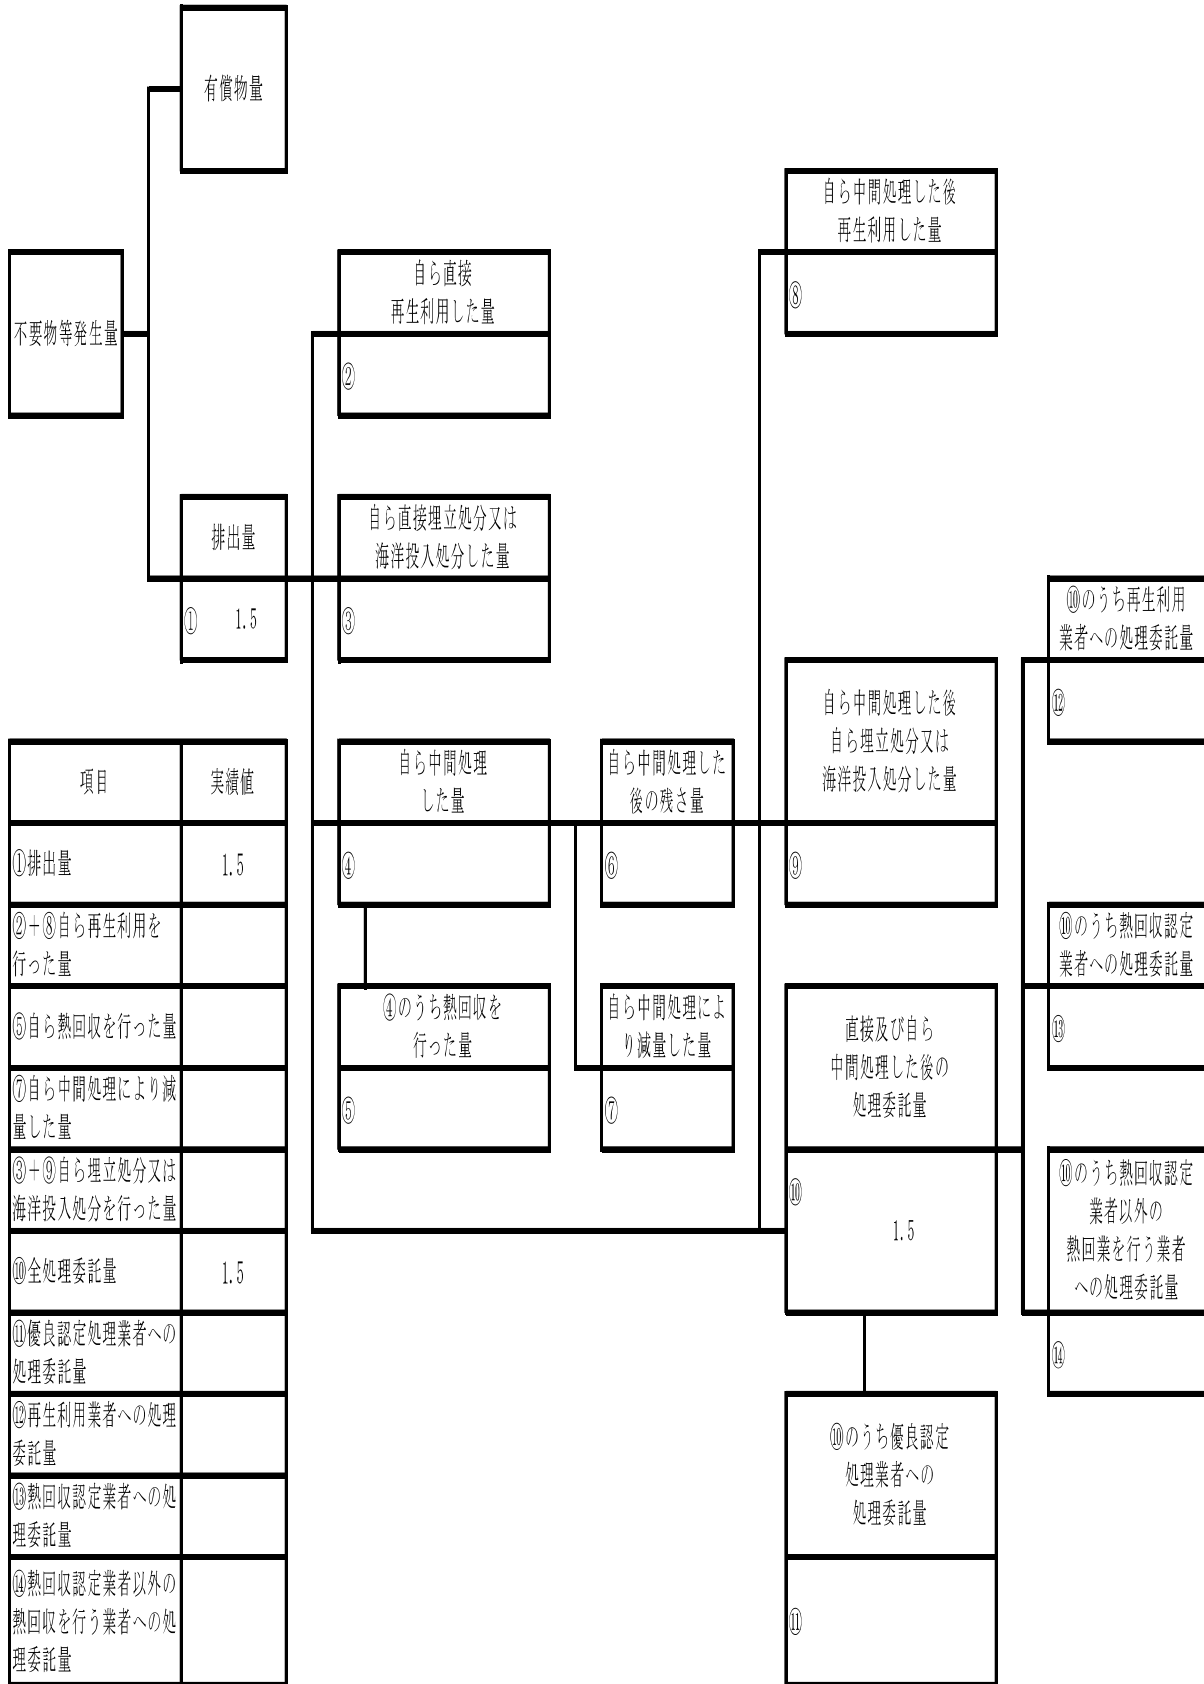 有償物量
自ら中間処理した後
再生利用した量
⑧
不要物等発生量
自ら直接
再生利用した量
②
排出量
① 1.5
自ら直接埋立処分又は
海洋投入処分した量
③
⑩のうち再生利用
業者への処理委託量
⑫
自ら中間処理した後
自ら埋立処分又は
海洋投入処分した量
⑨
自ら中間処理
した量
④
自ら中間処理した
後の残さ量
⑥
⑩のうち熱回収認定
業者への処理委託量
⑬
④のうち熱回収を
行った量
⑤
自ら中間処理によ
り減量した量
⑦
直接及び自ら
中間処理した後の
処理委託量
⑩
1.5
⑩のうち熱回収認定
業者以外の
熱回業を行う業者
への処理委託量
⑭
⑩のうち優良認定
処理業者への
処理委託量
⑪
項目 実績値
①排出量 1.5
②＋⑧自ら再生利用を
行った量
⑤自ら熱回収を行った量
⑦自ら中間処理により減
量した量
③＋⑨自ら埋立処分又は
海洋投入処分を行った量
⑩全処理委託量 1.5
⑪優良認定処理業者への
処理委託量
⑫再生利用業者への処理
委託量
⑬熱回収認定業者への処
理委託量
⑭熱回収認定業者以外の
熱回収を行う業者への処
理委託量